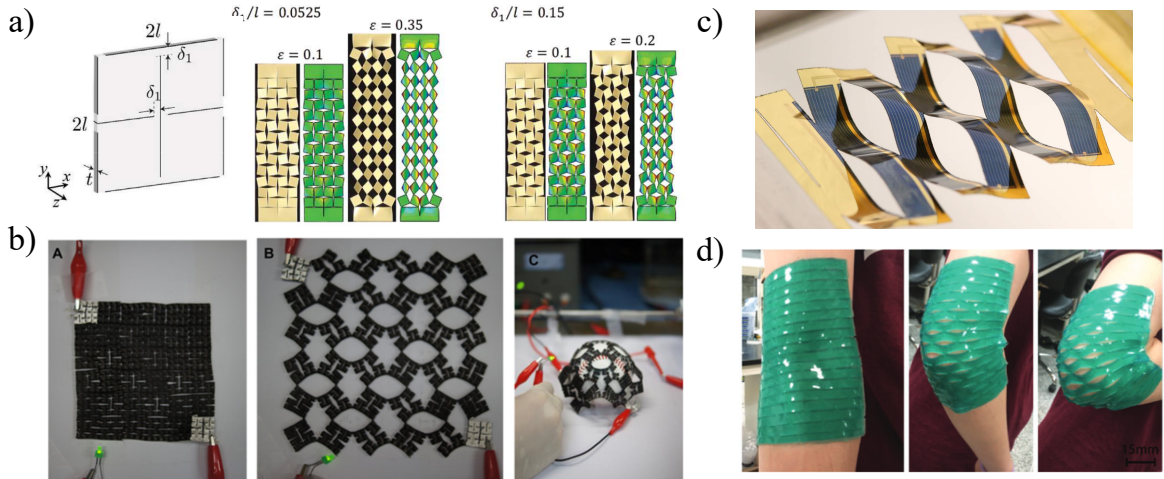 a)
2l
δ₁
δ₁
2l
t
y
x
z
δ₁/l = 0.0525
ε = 0.1
ε = 0.35
δ₁/l = 0.15
ε = 0.1
ε = 0.2
b)
A
B
C
c)
d)
15mm